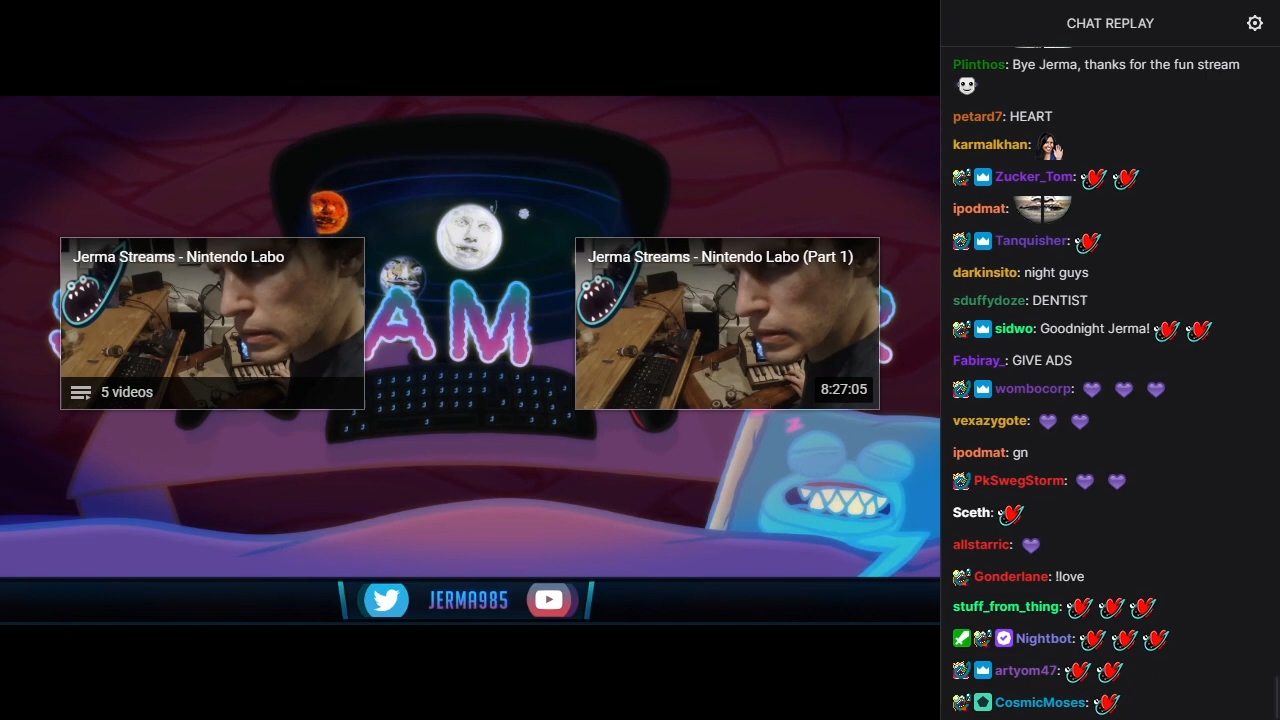 CHAT REPLAY
Plinthos: Bye Jerma, thanks for the fun stream
petard7: HEART
karmalkhan:
Zucker_Tom:
ipodmat:
Tanquisher:
darkinsito: night guys
sduffydoze: DENTIST
sidwo: Goodnight Jerma!
Fabiray_: GIVE ADS
wombocorp:
vexazygote:
ipodmat: gn
PkSwegStorm:
Sceth:
allstarric:
Gonderlane: !love
stuff_from_thing:
Nightbot:
artyom47:
CosmicMoses:
Jerma Streams - Nintendo Labo
5 videos
Jerma Streams - Nintendo Labo (Part 1)
8:27:05
AM
z
JERMA985